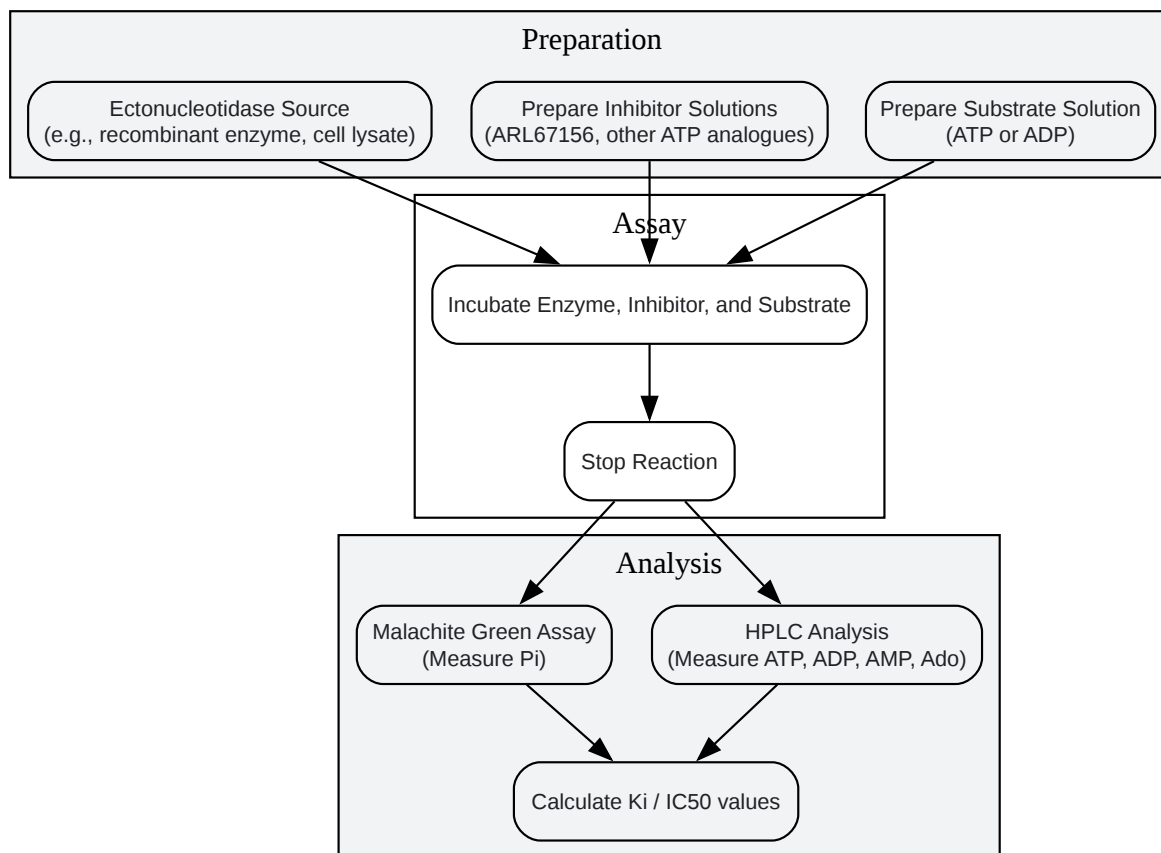 Preparation
Ectonucleotidase Source
(e.g., recombinant enzyme, cell lysate)
Prepare Inhibitor Solutions
(ARL67156, other ATP analogues)
Prepare Substrate Solution
(ATP or ADP)
Assay
Incubate Enzyme, Inhibitor, and Substrate
Stop Reaction
Analysis
Malachite Green Assay
(Measure Pi)
HPLC Analysis
(Measure ATP, ADP, AMP, Ado)
Calculate Ki / IC50 values